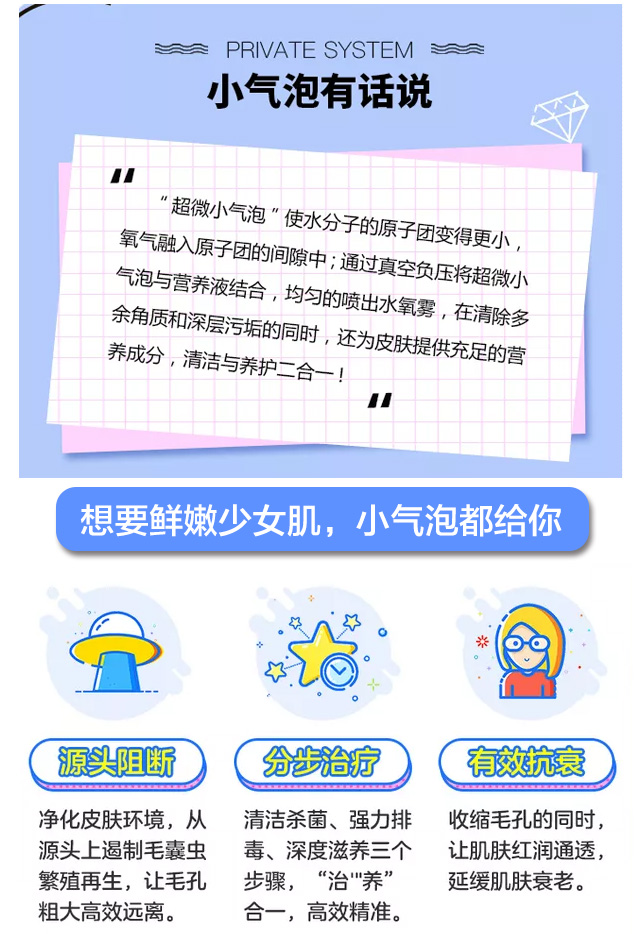 PRIVATE SYSTEM
小气泡有话说
“超微小气泡”使水分子的原子团变得更小，
氧气融入原子团的间隙中；通过真空负压将超微小
气泡与营养液结合，均匀的喷出水氧雾，在清除多
余角质和深层污垢的同时，还为皮肤提供充足的营
养成分，清洁与养护二合一！
想要鲜嫩少女肌，小气泡都给你
源头阻断
净化皮肤环境，从
源头上遏制毛囊虫
繁殖再生，让毛孔
粗大高效远离。
分步治疗
清洁杀菌、强力排
毒、深度滋养三个
步骤，“治'"养”
合一，高效精准。
有效抗衰
收缩毛孔的同时，
让肌肤红润通透，
延缓肌肤衰老。